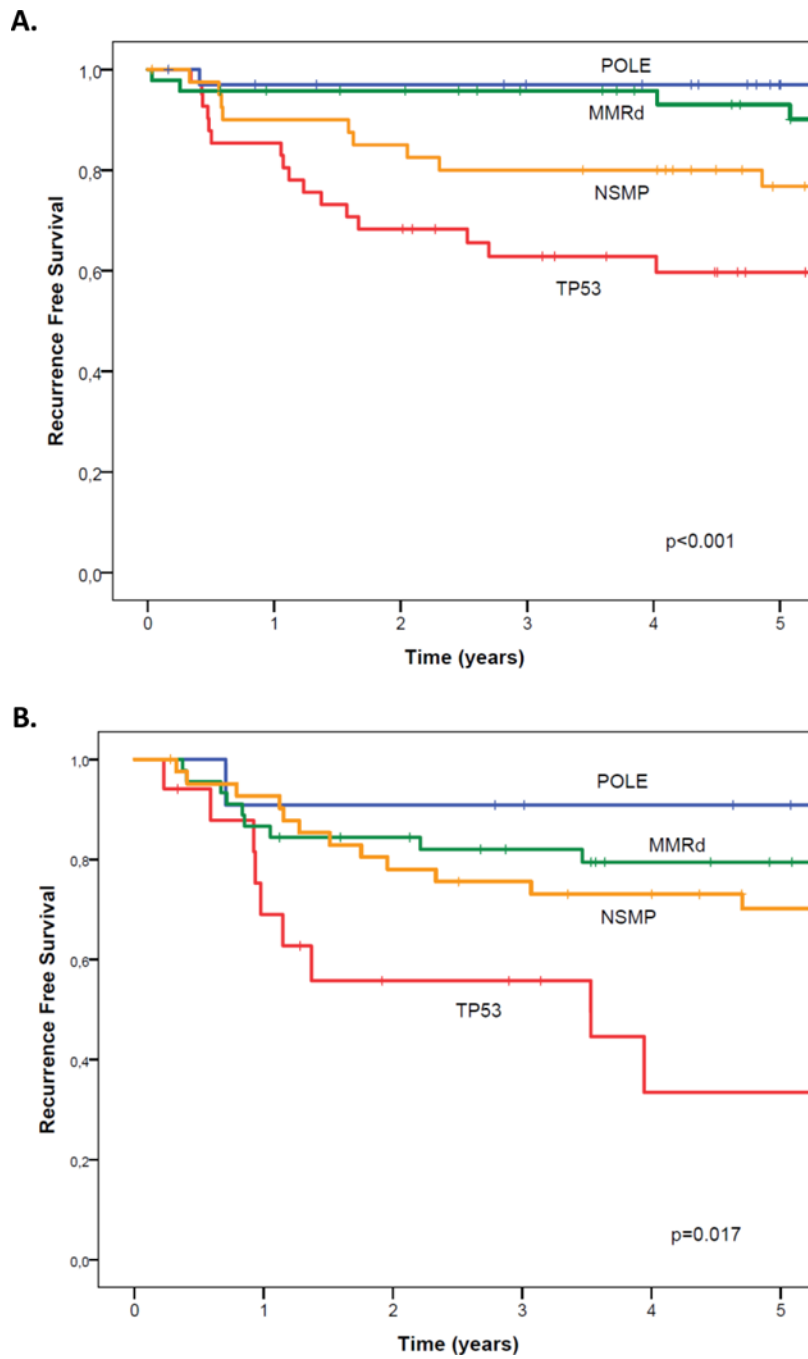 A.
POLE
1,0
MMRd
0,8
NSMP
0,6
TP53
Recurrence Free Survival
0,4
0,2
p<0.001
0,0
0 1 2 3 4 5
Time (years)
B.
1,0
POLE
MMRd
0,8
NSMP
0,6
TP53
Recurrence Free Survival
0,4
0,2
p=0.017
0,0
0 1 2 3 4 5
Time (years)